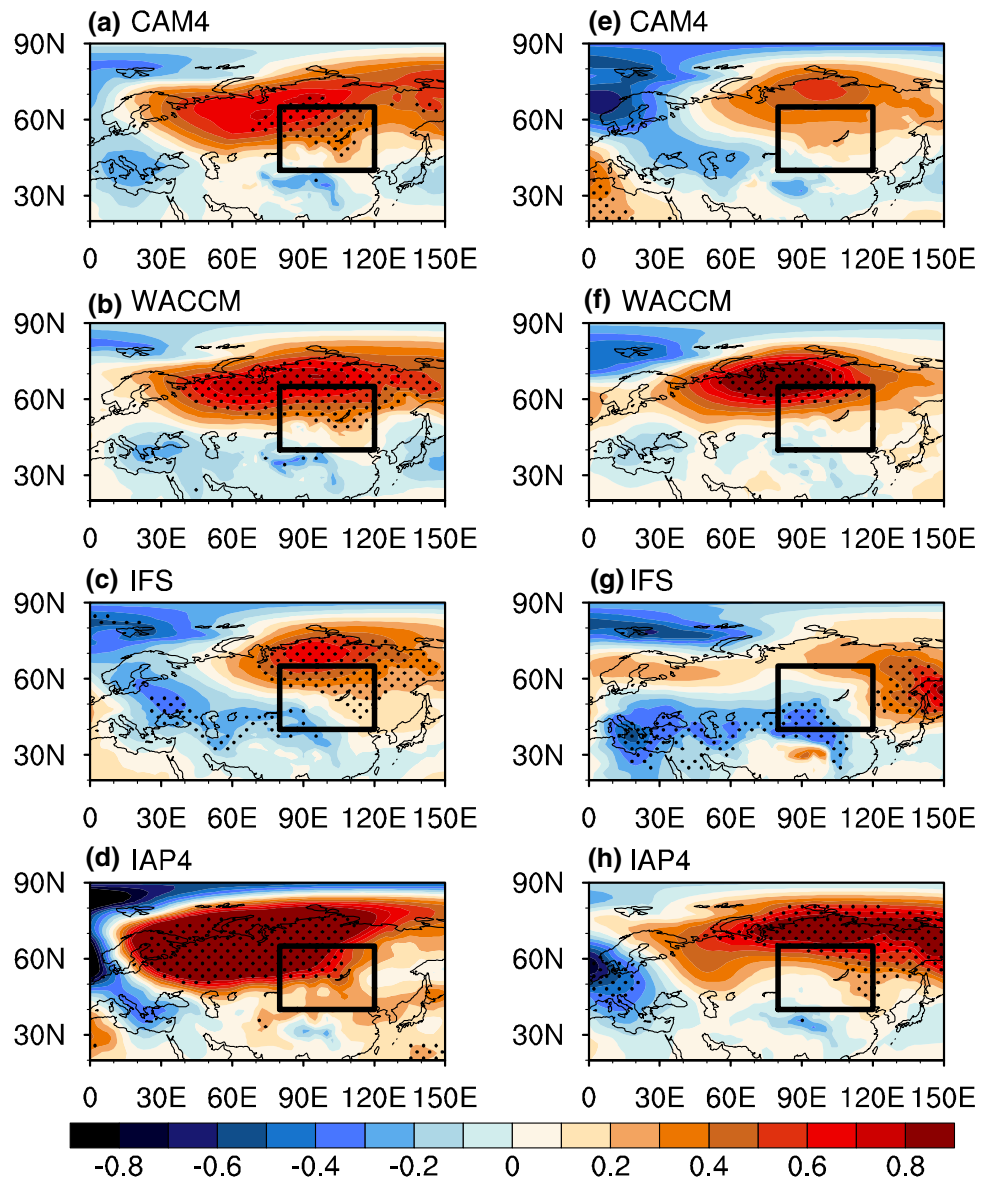 (a) CAM4
90N
60N
30N
0 30E 60E 90E 120E 150E
(e) CAM4
90N
60N
30N
0 30E 60E 90E 120E 150E
(b) WACCM
90N
60N
30N
0 30E 60E 90E 120E 150E
(f) WACCM
90N
60N
30N
0 30E 60E 90E 120E 150E
(c) IFS
90N
60N
30N
0 30E 60E 90E 120E 150E
(g) IFS
90N
60N
30N
0 30E 60E 90E 120E 150E
(d) IAP4
90N
60N
30N
0 30E 60E 90E 120E 150E
(h) IAP4
90N
60N
30N
0 30E 60E 90E 120E 150E
-0.8 -0.6 -0.4 -0.2 0 0.2 0.4 0.6 0.8